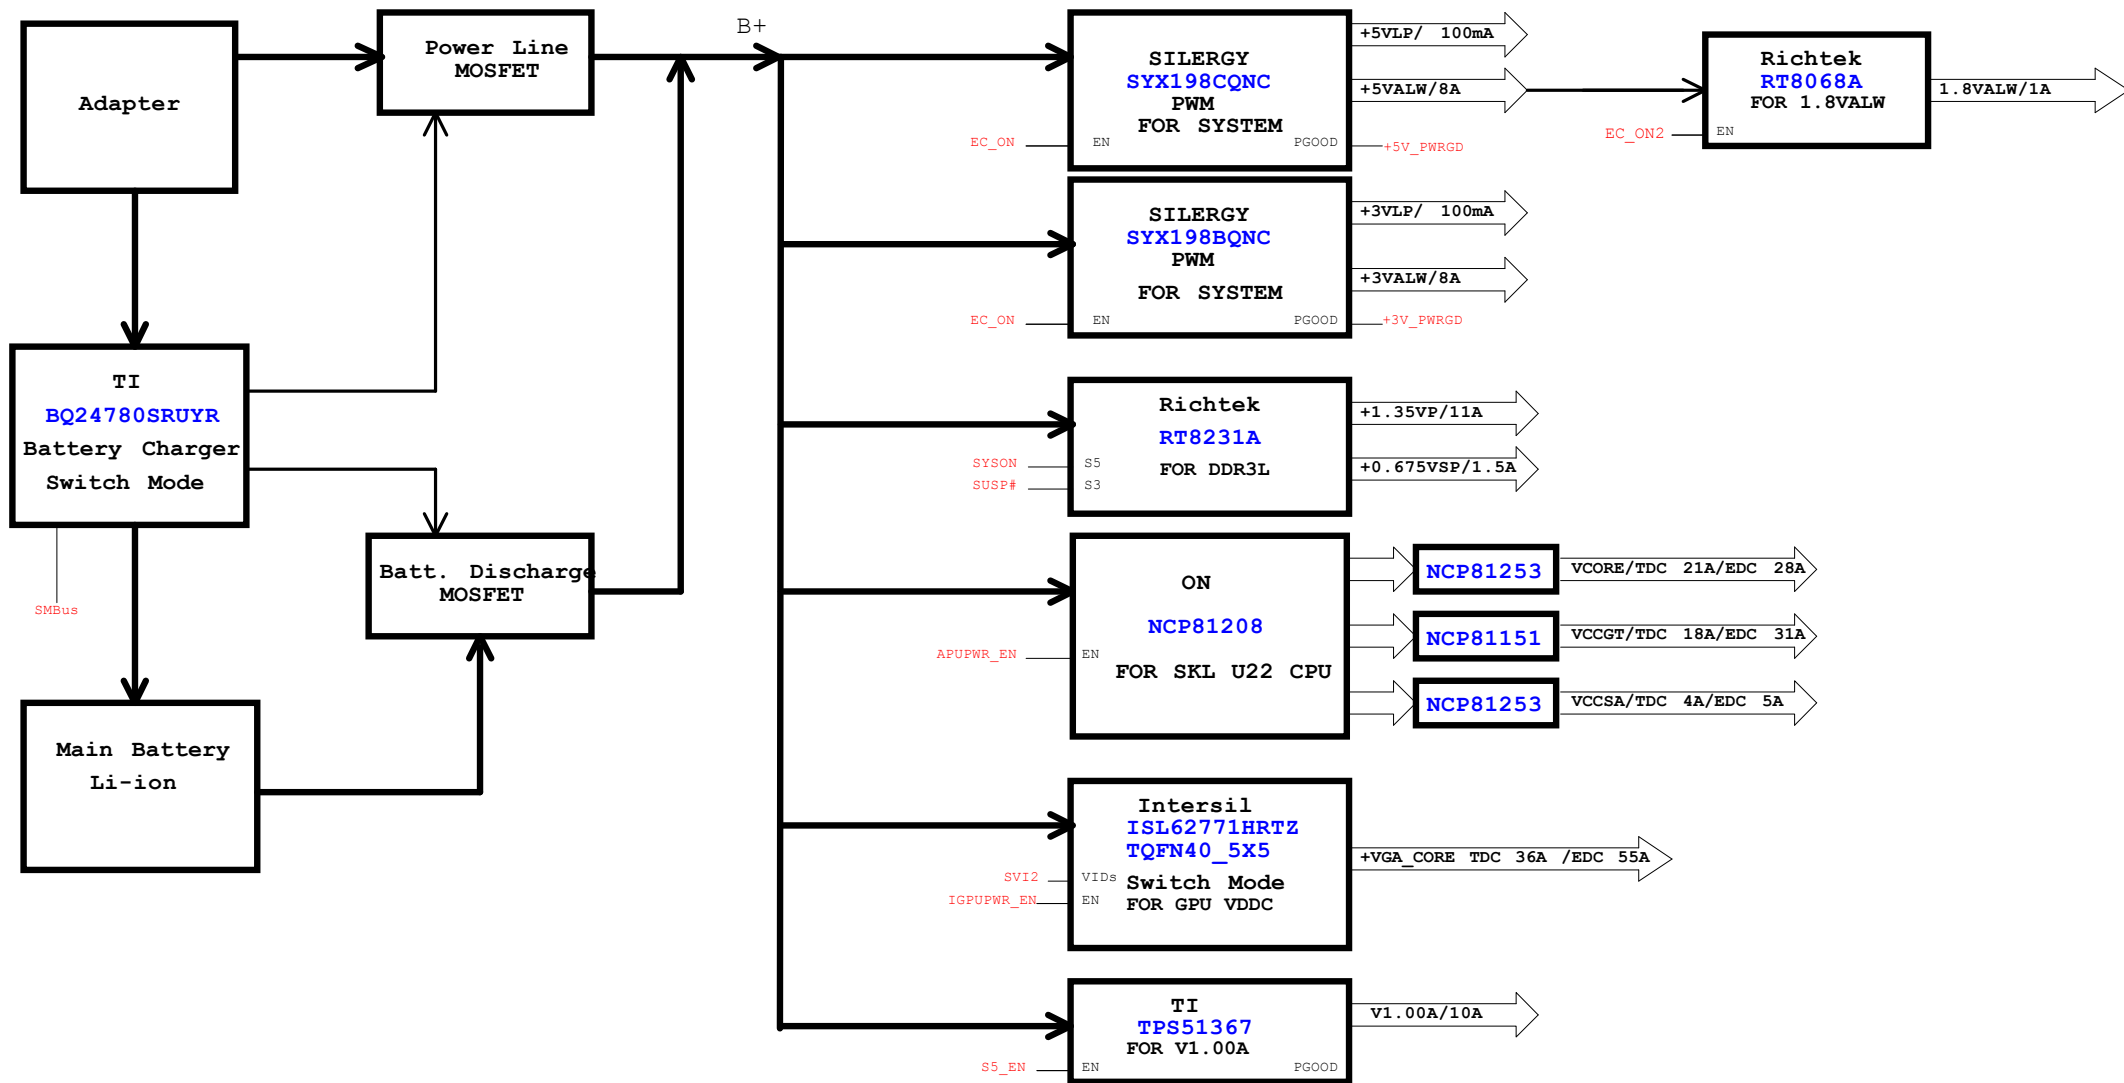 Adapter
Power Line
MOSFET
B+
TI
BQ24780SRUYR
Battery Charger
Switch Mode
SMBus
Batt. Discharge
MOSFET
Main Battery
Li-ion
SILERGY
SYX198CQNC
PWM
FOR SYSTEM
EC_ON
EN
PGOOD
+5VLP/ 100mA
+5VALW/8A
+5V_PWRGD
Richtek
RT8068A
FOR 1.8VALW
EC_ON2
EN
1.8VALW/1A
SILERGY
SYX198BQNC
PWM
FOR SYSTEM
EC_ON
EN
PGOOD
+3VLP/ 100mA
+3VALW/8A
+3V_PWRGD
Richtek
RT8231A
FOR DDR3L
SYSON
S5
SUSP#
S3
+1.35VP/11A
+0.675VSP/1.5A
ON
NCP81208
FOR SKL U22 CPU
APUPWR_EN
EN
NCP81253
VCORE/TDC 21A/EDC 28A
NCP81151
VCCGT/TDC 18A/EDC 31A
NCP81253
VCCSA/TDC 4A/EDC 5A
Intersil
ISL62771HRTZ
TQFN40_5X5
Switch Mode
FOR GPU VDDC
SVI2
VIDs
IGPUPWR_EN
EN
+VGA_CORE TDC 36A /EDC 55A
TI
TPS51367
FOR V1.00A
S5_EN
EN
PGOOD
V1.00A/10A